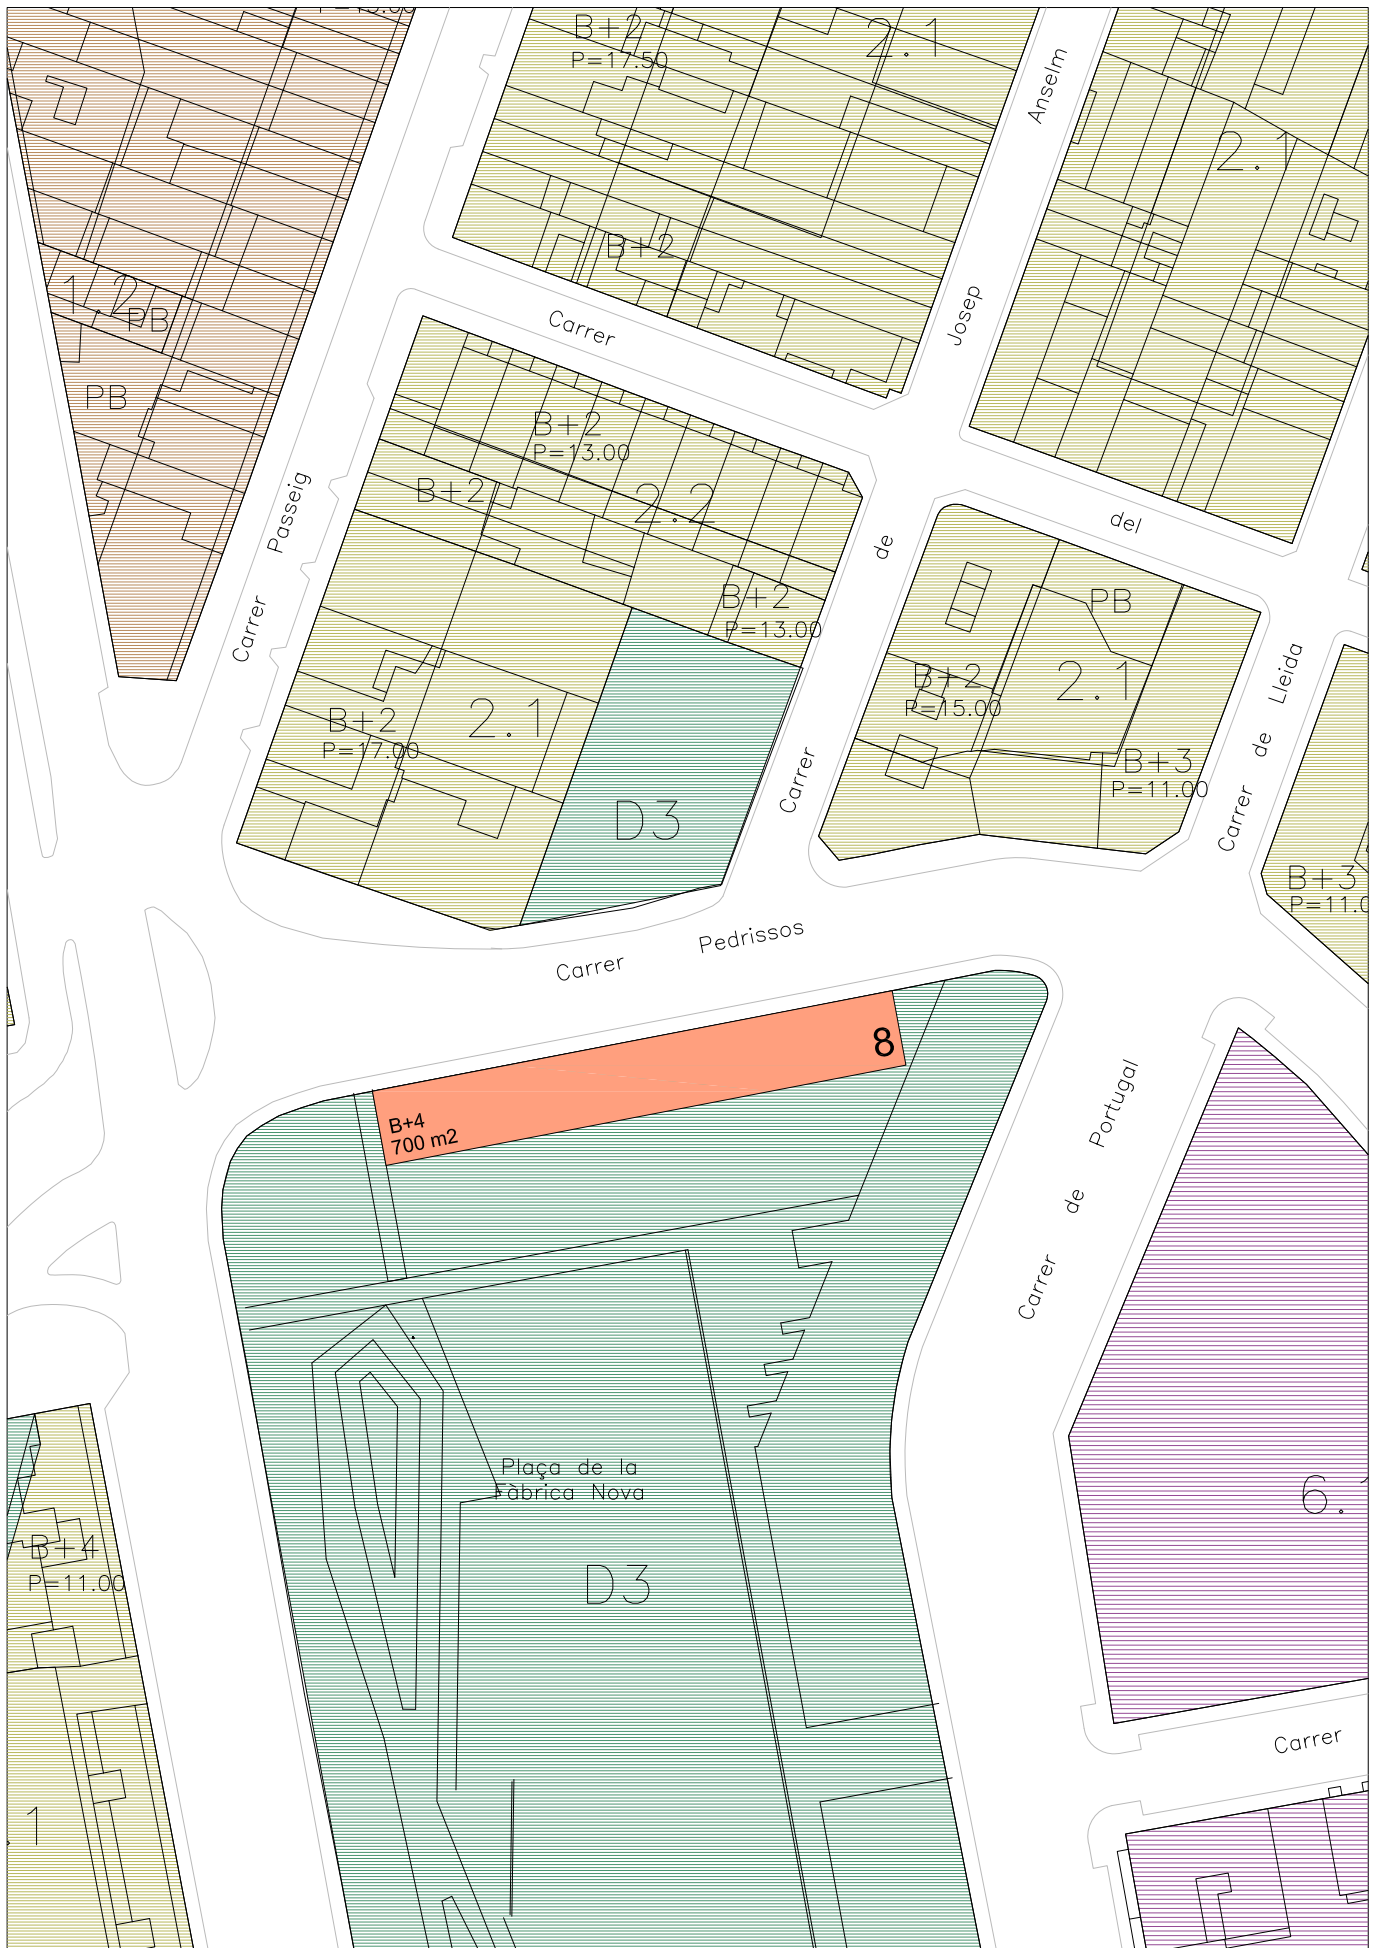 B+2
P=17.50
2.1
Anselm
2.1
B+2
1.2
PB
Carrer
Josep
PB
B+2
P=13.00
B+2
2.2
Passeig
del
de
B+2
P=13.00
PB
Carrer
Lleida
B+2
P=15.00
2.1
B+2
P=17.00
2.1
de
B+3
P=11.00
Carrer
D3
Carrer
B+3
Pedrissos
Carrer
8
B+4
700 m2
Portugal
de
Carrer
Plaça de la
Fàbrica Nova
6.
B+4
P=11.00
D3
Carrer
.1